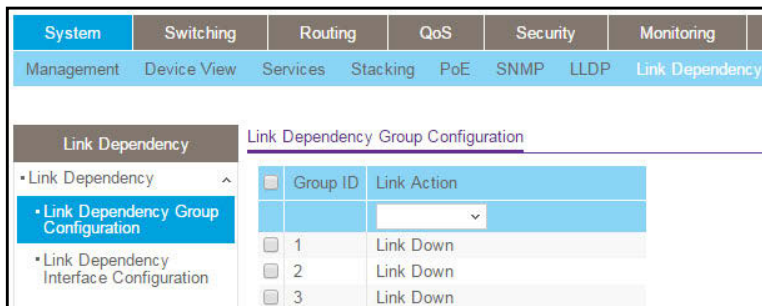 System Switching Routing QoS Security Monitoring
Management Device View Services Stacking PoE SNMP LLDP Link Dependency
Link Dependency
Link Dependency Group Configuration
Link Dependency
Link Dependency Group
Configuration
Link Dependency
Interface Configuration
Group ID Link Action
1 Link Down
2 Link Down
3 Link Down